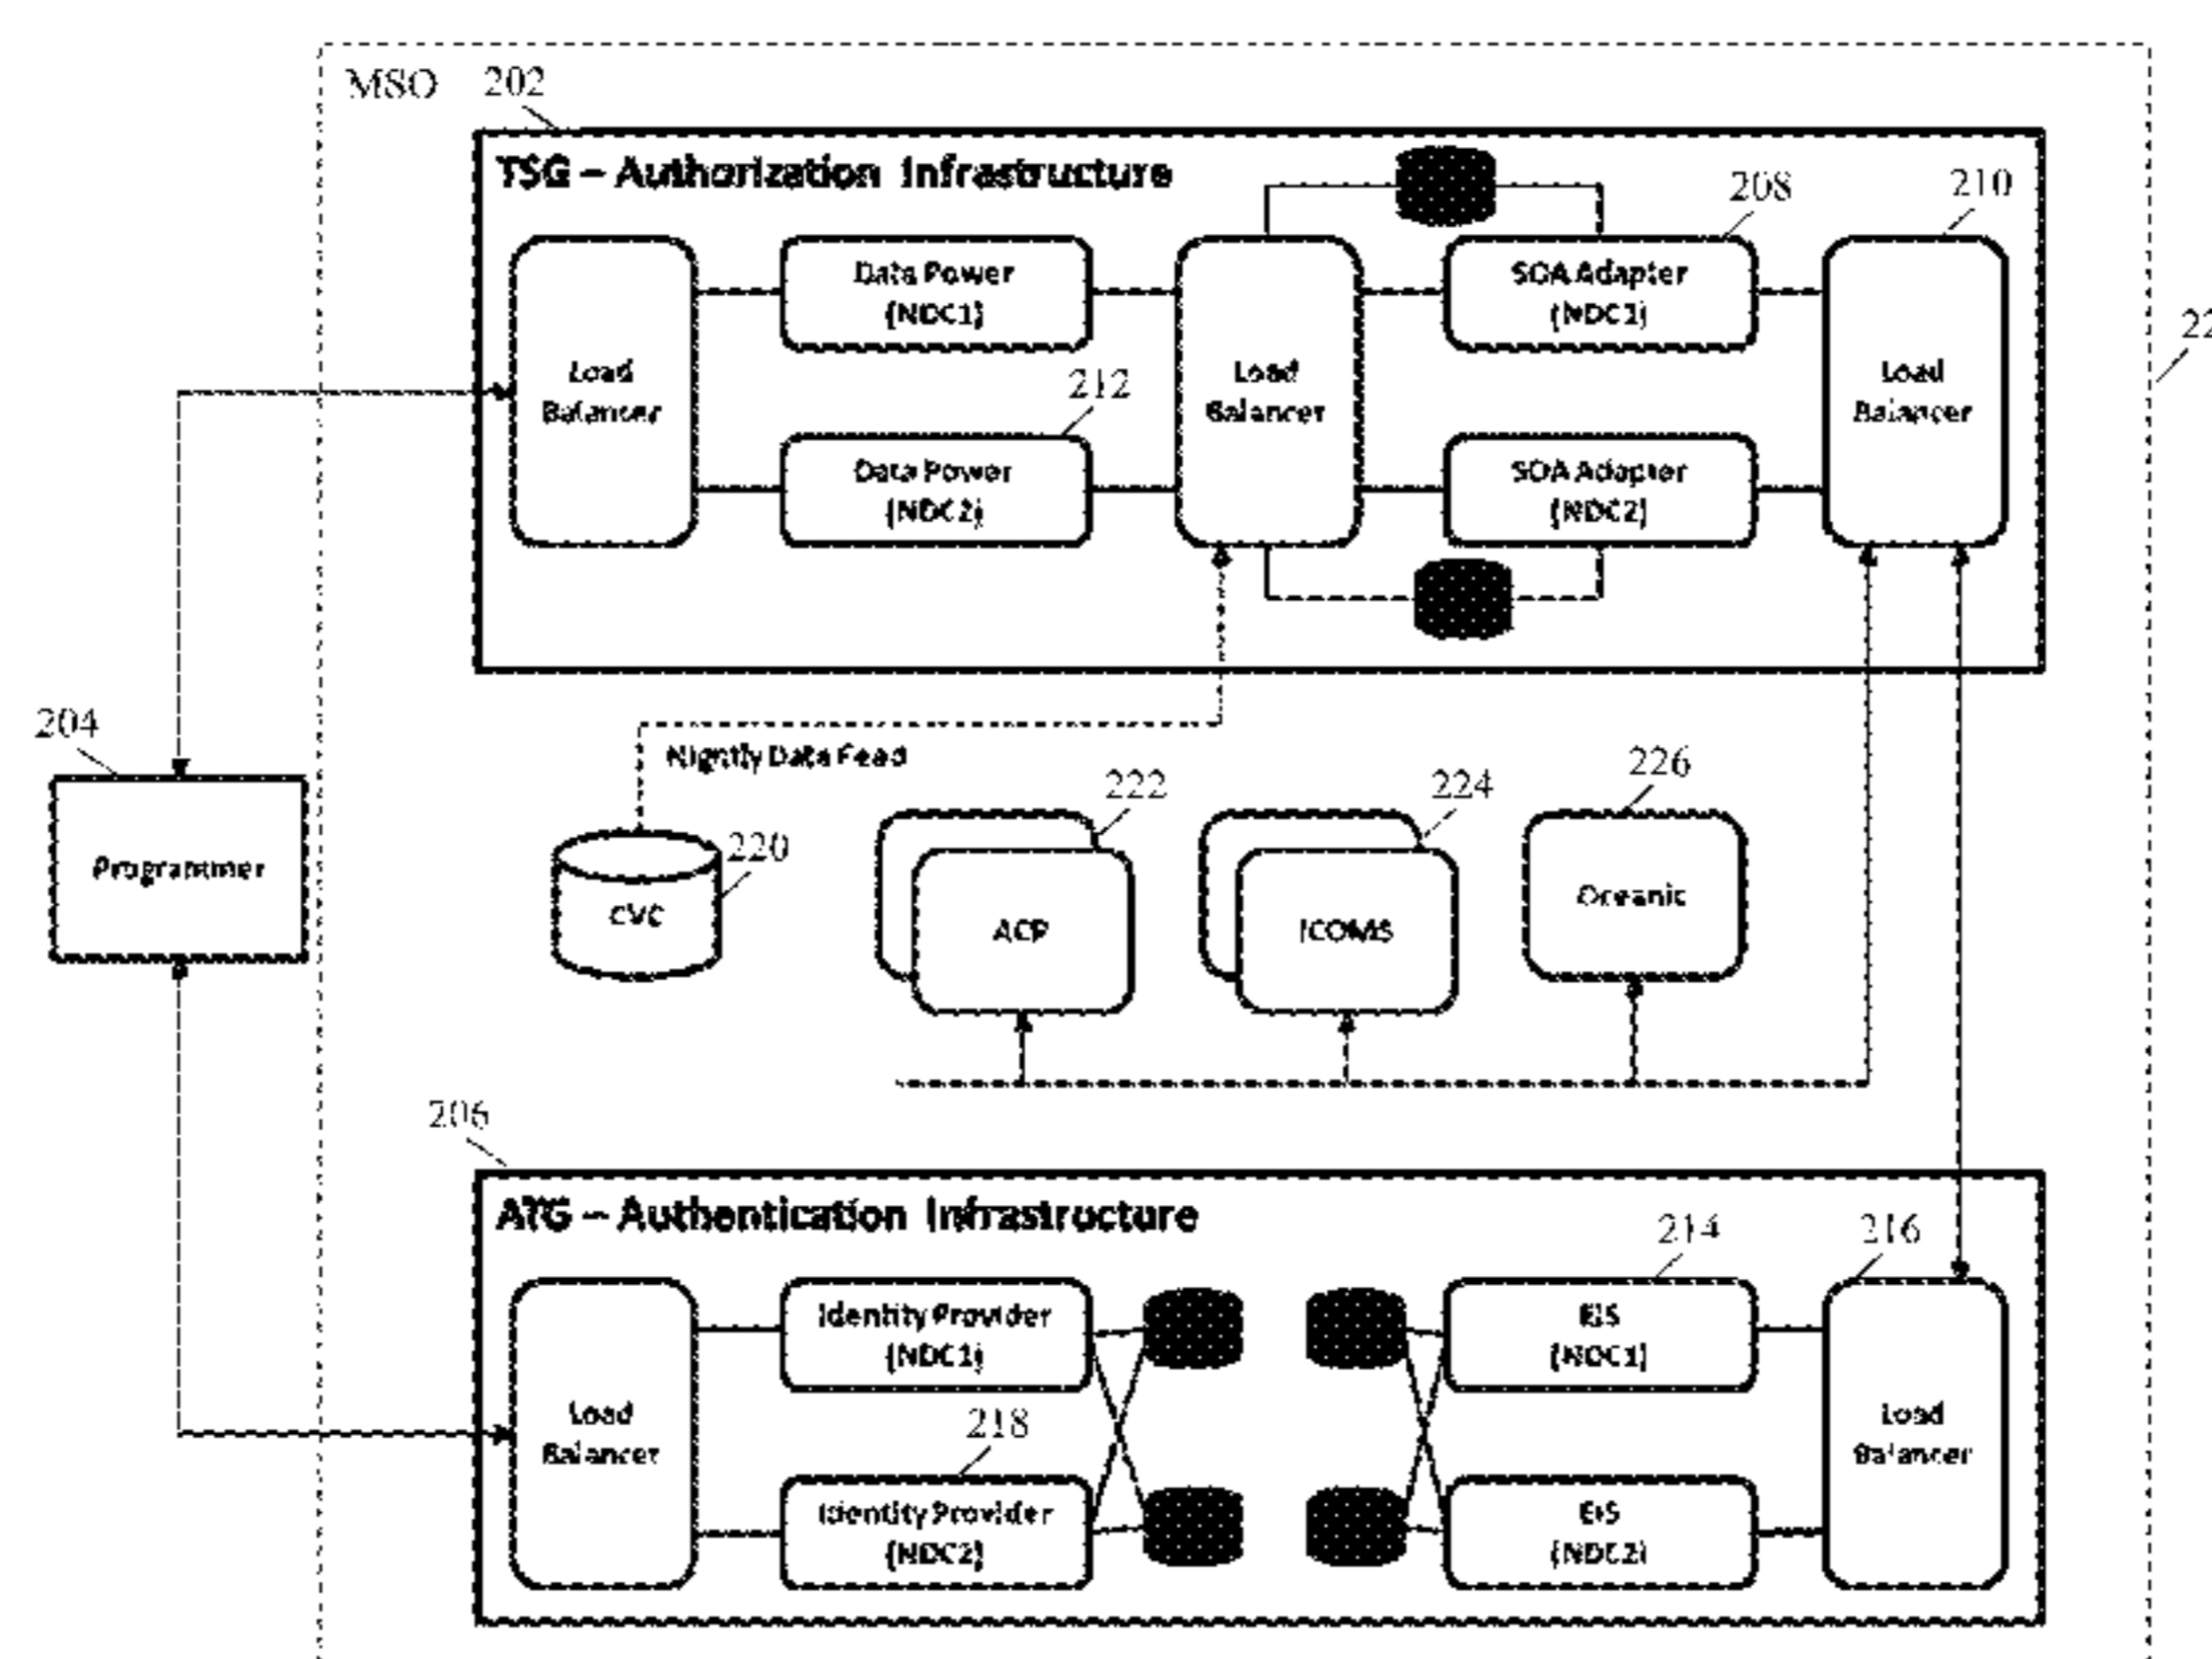 MSO 202
TSG – Authorization Infrastructure
208
210
Data Power
(NDC1)
SOA Adapter
(NDC1)
Load
Balancer
212
Load
Balancer
Load
Balancer
Data Power
(NDC2)
SOA Adapter
(NDC2)
204
Nightly Data Feed
226
222
224
Programmer
220
CVC
ACP
ICOMS
Oceanic
206
ATG – Authentication Infrastructure
214
216
Identity Provider
(NDC1)
EIS
(NDC1)
Load
Balancer
218
Load
Balancer
Identity Provider
(NDC2)
EIS
(NDC2)